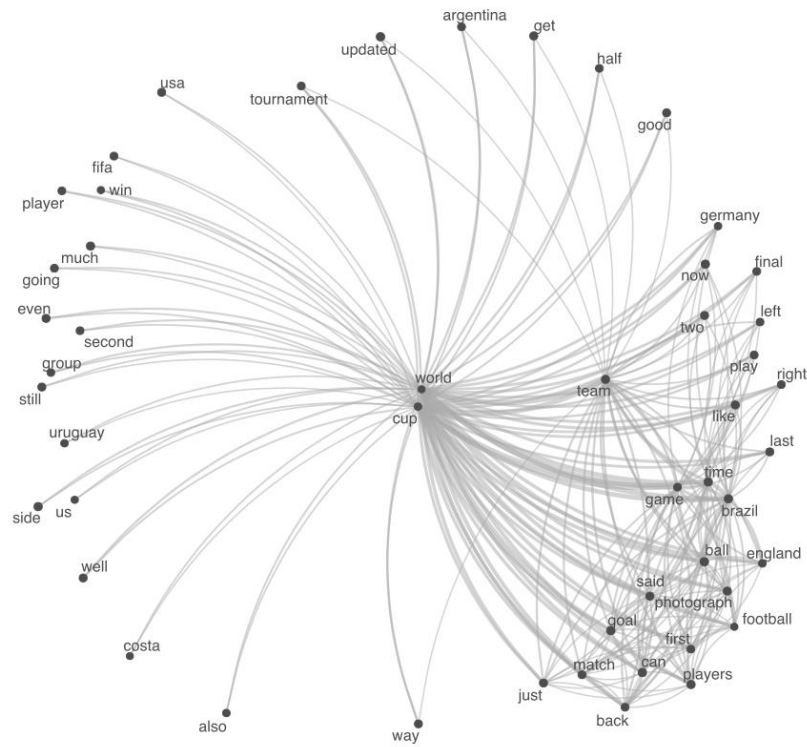 argentina
get
updated
half
usa
tournament
good
fifa
win
player
germany
much
now
final
going
even
left
two
second
group
play
world
right
still
team
cup
like
uruguay
last
time
game
brazil
side
us
ball
england
well
said
photograph
goal
football
costa
first
match
can
players
just
also
back
way